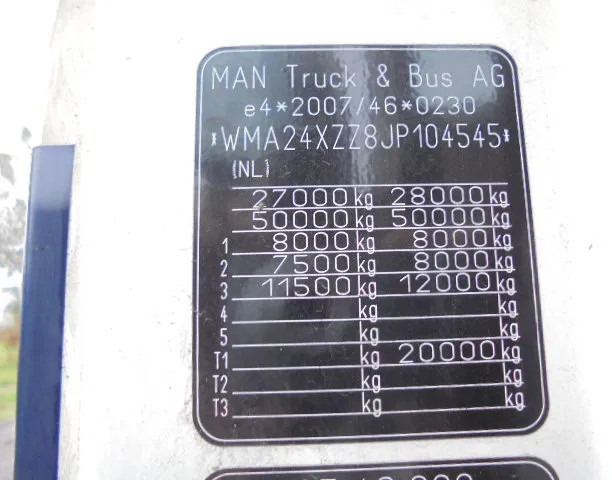 MAN Truck & Bus AG
e4*2007/46*0230
*WMA24XZZ8JP104545*
(NL)
27000 kg 28000 kg
50000 kg 50000 kg
1 8000 kg 8000 kg
2 7500 kg 8000 kg
3 11500 kg 12000 kg
4 kg kg
5 kg kg
T1 kg 20000 kg
T2 kg kg
T3 kg kg